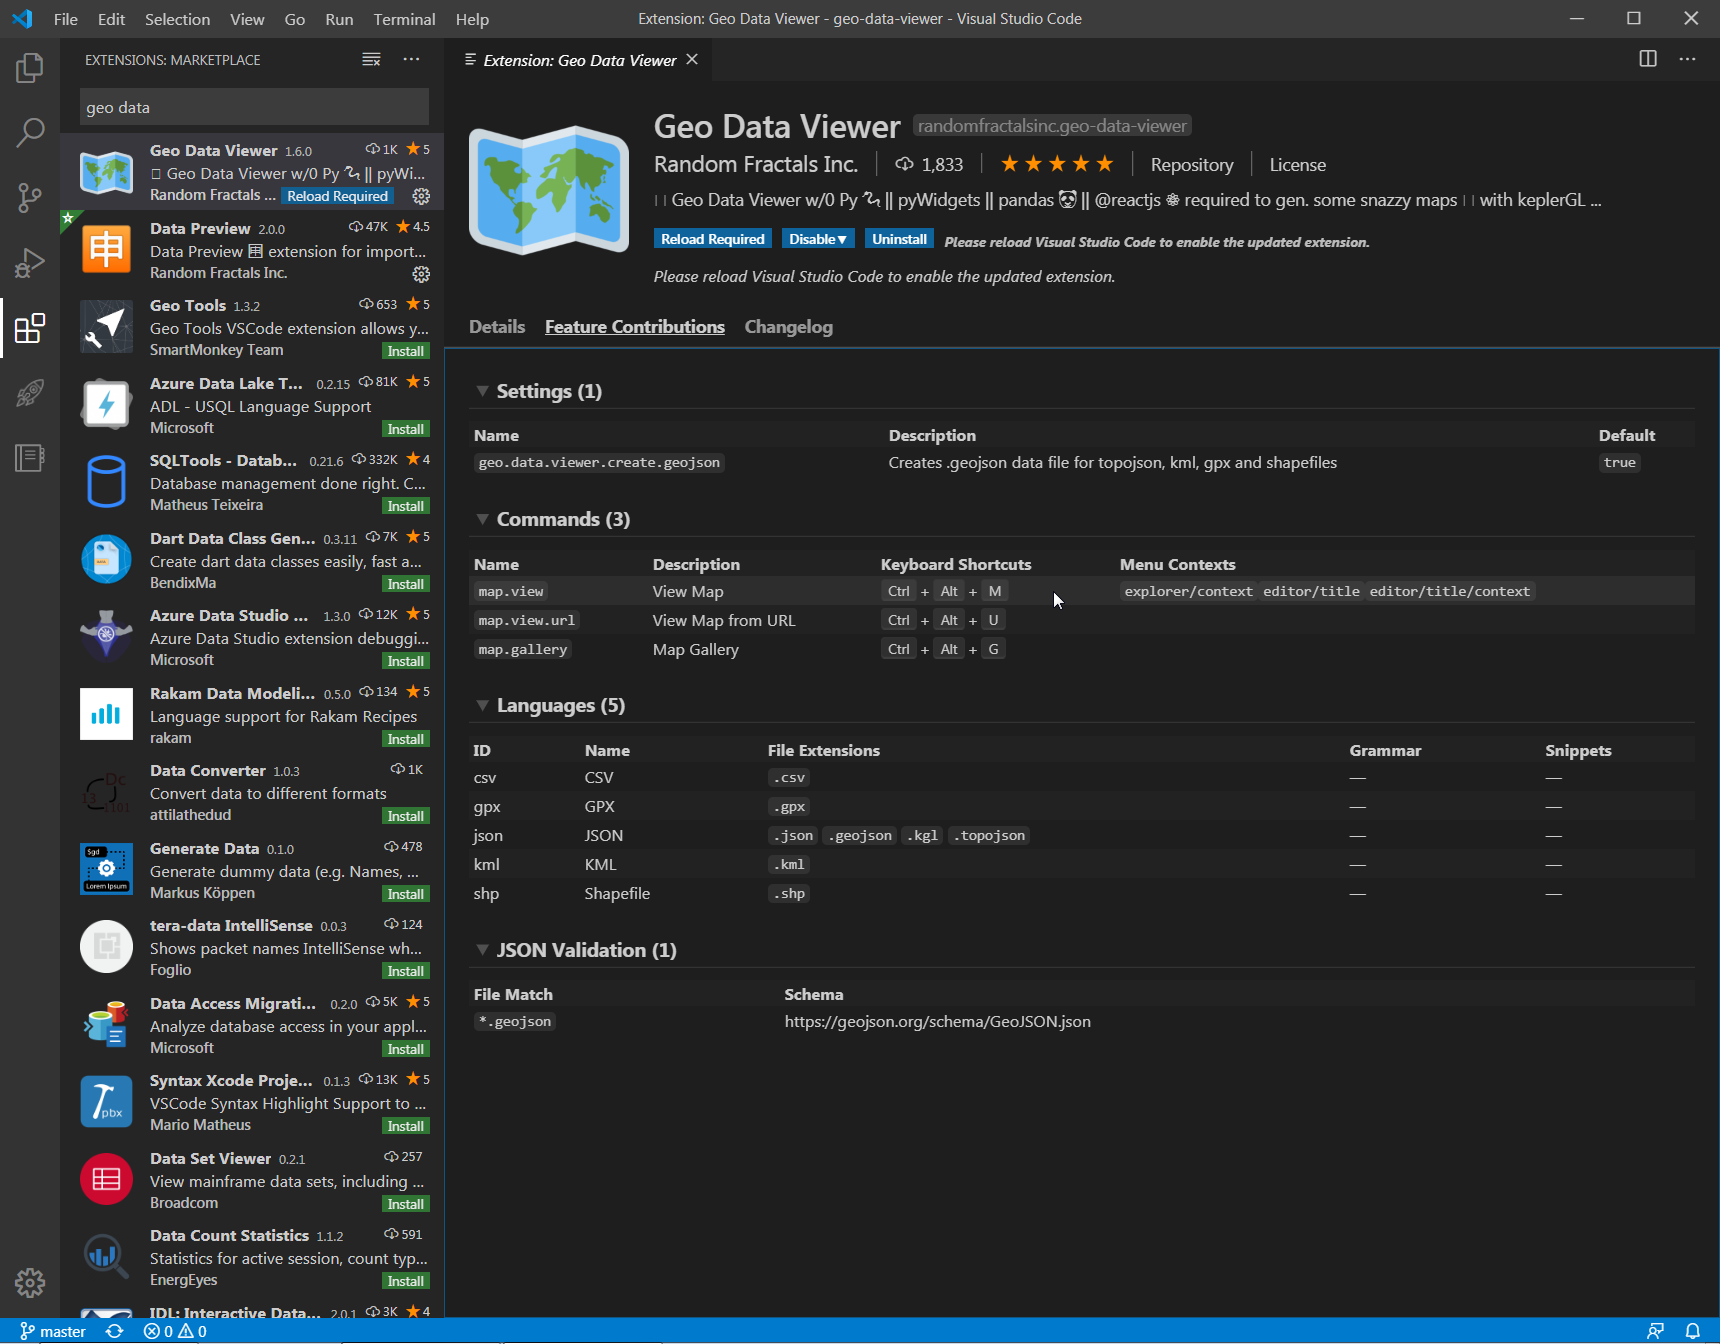 File Edit Selection View Go Run Terminal Help Extension: Geo Data Viewer - geo-data-viewer - Visual Studio Code
EXTENSIONS: MARKETPLACE
geo data
Geo Data Viewer 1.6.0 1K 5
Geo Data Viewer w/0 Py || pyWi...
Random Fractals ... Reload Required
Data Preview 2.0.0 47K 4.5
Data Preview 🈸 extension for import...
Random Fractals Inc.
Geo Tools 1.3.2 653 5
Geo Tools VSCode extension allows y...
SmartMonkey Team Install
Azure Data Lake T... 0.2.15 81K 5
ADL - USQL Language Support
Microsoft Install
SQLTools - Datab... 0.21.6 332K 4
Database management done right. C...
Matheus Teixeira Install
Dart Data Class Gen... 0.3.11 7K 5
Create dart data classes easily, fast a...
BendixMa Install
Azure Data Studio ... 1.3.0 12K 5
Azure Data Studio extension debuggi...
Microsoft Install
Rakam Data Modeli... 0.5.0 134 5
Language support for Rakam Recipes
rakam Install
Data Converter 1.0.3 1K
Convert data to different formats
attilathedud Install
Generate Data 0.1.0 478
Generate dummy data (e.g. Names, ...
Markus Köppen Install
tera-data IntelliSense 0.0.3 124
Shows packet names IntelliSense wh...
Foglio Install
Data Access Migrati... 0.2.0 5K 5
Analyze database access in your appl...
Microsoft Install
Syntax Xcode Proje... 0.1.3 13K 5
VSCode Syntax Highlight Support to ...
Mario Matheus Install
Data Set Viewer 0.2.1 257
View mainframe data sets, including ...
Broadcom Install
Data Count Statistics 1.1.2 591
Statistics for active session, count typ...
EnergEyes Install
IDL: Interactive Data... 2.0.1 3K 4
申
Dc
13 1101
Sgd
Lorem Ipsum
pbx
Extension: Geo Data Viewer
Geo Data Viewer randomfractalsinc.geo-data-viewer
Random Fractals Inc. 1,833 Repository License
Geo Data Viewer w/0 Py || pyWidgets || pandas 🐼 || @reactjs ⚛ required to gen. some snazzy maps with keplerGL ...
Reload Required Disable▼ Uninstall Please reload Visual Studio Code to enable the updated extension.
Please reload Visual Studio Code to enable the updated extension.
Details Feature Contributions Changelog
Settings (1)
Name Description Default
geo.data.viewer.create.geojson Creates .geojson data file for topojson, kml, gpx and shapefiles true
Commands (3)
Name Description Keyboard Shortcuts Menu Contexts
map.view View Map Ctrl + Alt + M explorer/context editor/title editor/title/context
map.view.url View Map from URL Ctrl + Alt + U
map.gallery Map Gallery Ctrl + Alt + G
Languages (5)
ID Name File Extensions Grammar Snippets
csv CSV .csv — —
gpx GPX .gpx — —
json JSON .json .geojson .kgl .topojson — —
kml KML .kml — —
shp Shapefile .shp — —
JSON Validation (1)
File Match Schema
*.geojson https://geojson.org/schema/GeoJSON.json
master 0 0